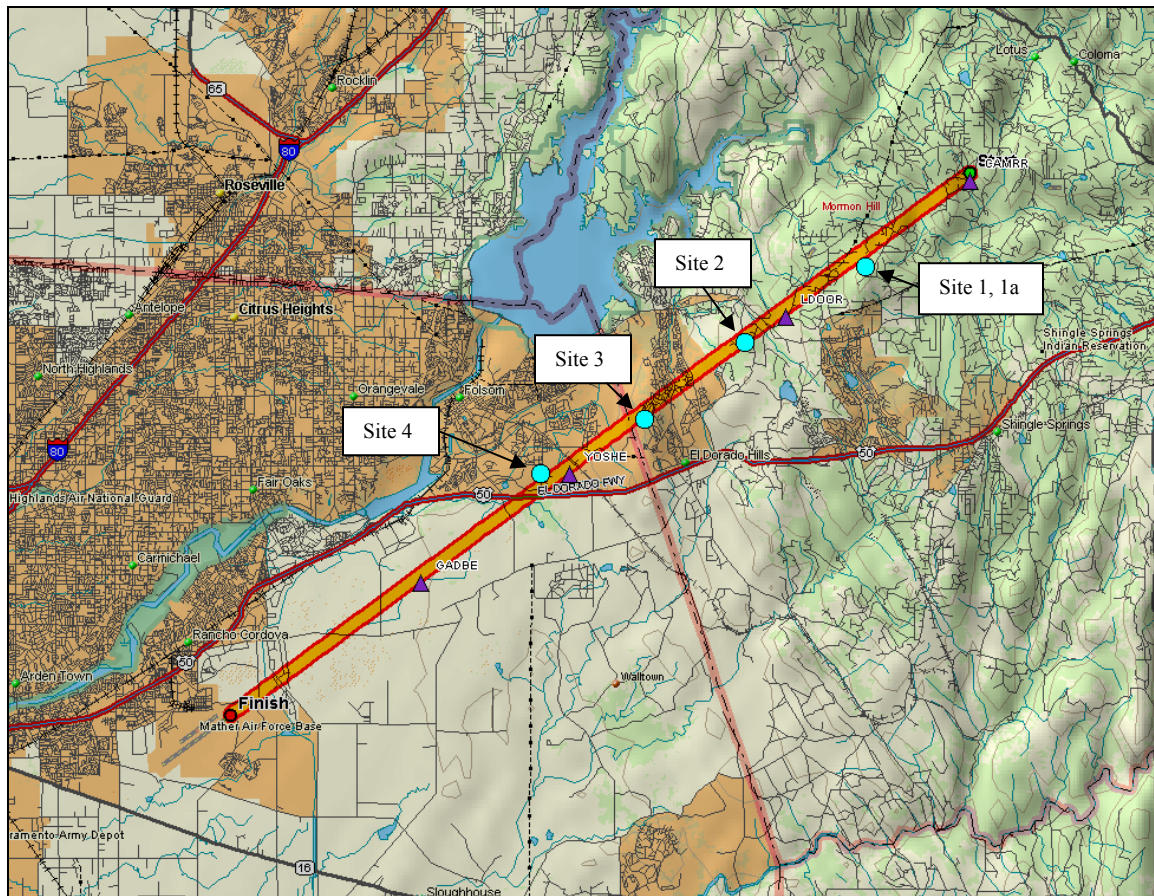 Lotus
Coloma
Rocklin
65
80
Roseville
CAMRR
Mormon Hill
Site 2
Site 1, 1a
LDOOR
Antelope
Citrus Heights
Shingle Springs
Indian Reservation
Site 3
North Highlands
Orangevale
Folsom
Site 4
Shingle Springs
80
YOSHE
El Dorado Hills
50
Highlands Air National Guard
Fair Oaks
50
EL DORADO FWY
Carmichael
GADBE
Rancho Cordova
50
Arden Town
Walltown
Finish
Mather Air Force Base
ramento Army Depot
16
Sloughhouse